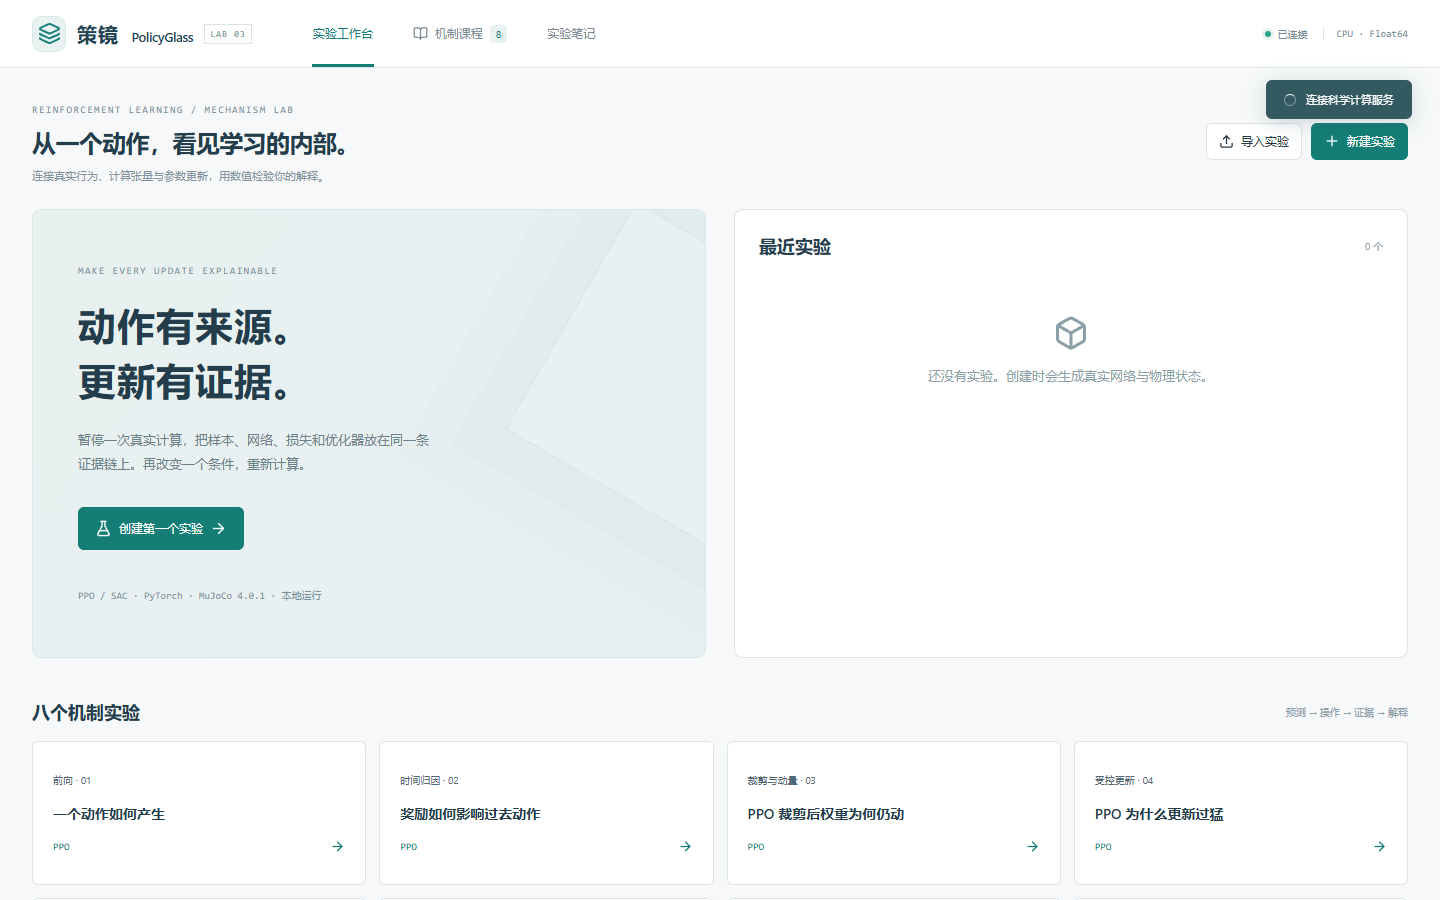 策镜 PolicyGlass LAB 03
实验工作台
机制课程 8
实验笔记
已连接
CPU · Float64
连接科学计算服务
REINFORCEMENT LEARNING / MECHANISM LAB
从一个动作，看见学习的内部。
连接真实行为、计算张量与参数更新，用数值检验你的解释。
导入实验
新建实验
MAKE EVERY UPDATE EXPLAINABLE
动作有来源。
更新有证据。
暂停一次真实计算，把样本、网络、损失和优化器放在同一条
证据链上。再改变一个条件，重新计算。
创建第一个实验
PPO / SAC · PyTorch · MuJoCo 4.0.1 · 本地运行
最近实验
0 个
还没有实验。创建时会生成真实网络与物理状态。
八个机制实验
预测 → 操作 → 证据 → 解释
前向 · 01
一个动作如何产生
PPO
时间归因 · 02
奖励如何影响过去动作
PPO
裁剪与动量 · 03
PPO 裁剪后权重为何仍动
PPO
受控更新 · 04
PPO 为什么更新过猛
PPO